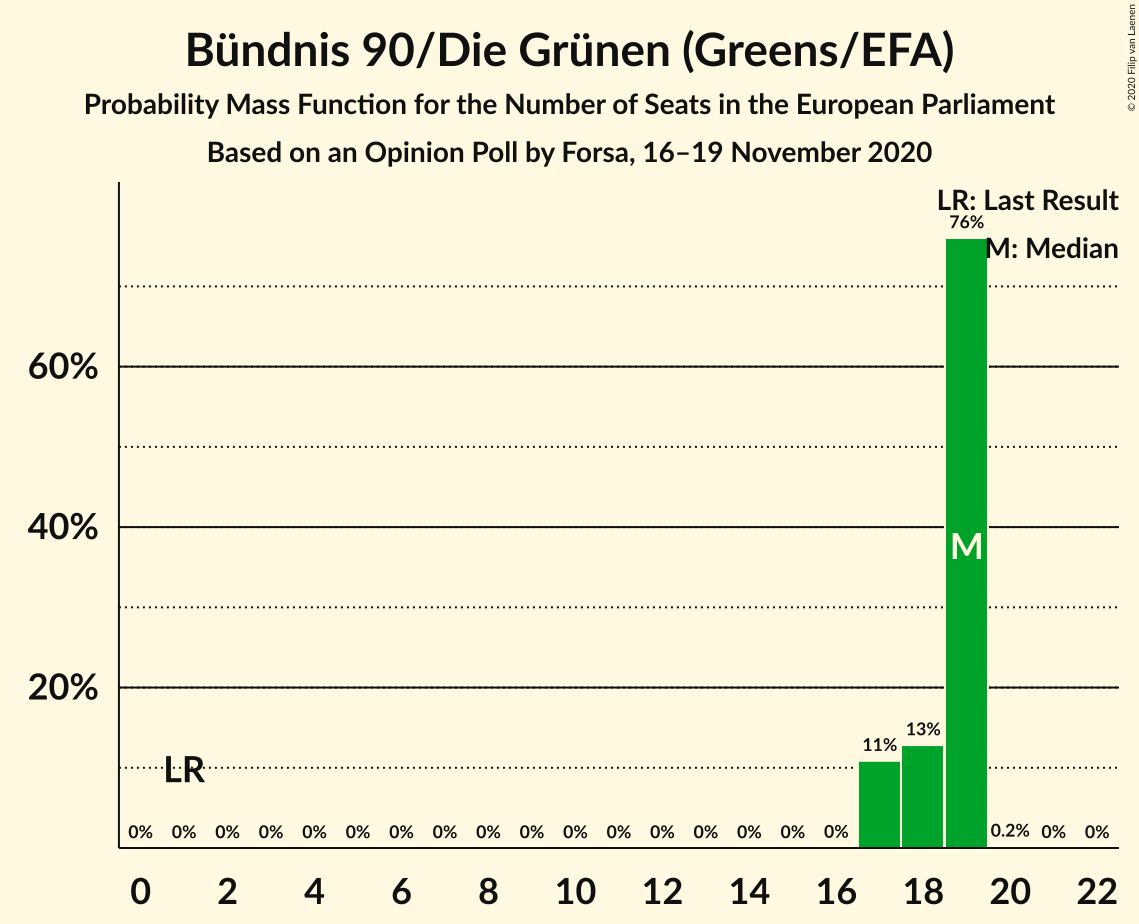 Bündnis 90/Die Grünen (Greens/EFA)
Probability Mass Function for the Number of Seats in the European Parliament
Based on an Opinion Poll by Forsa, 16–19 November 2020
© 2020 Filip van Laenen
LR: Last Result
76%
M: Median
60%
40%
M
20%
13%
11%
LR
0% 0% 0% 0% 0% 0% 0% 0% 0% 0% 0% 0% 0% 0% 0% 0% 0% 0.2% 0% 0%
0 2 4 6 8 10 12 14 16 18 20 22